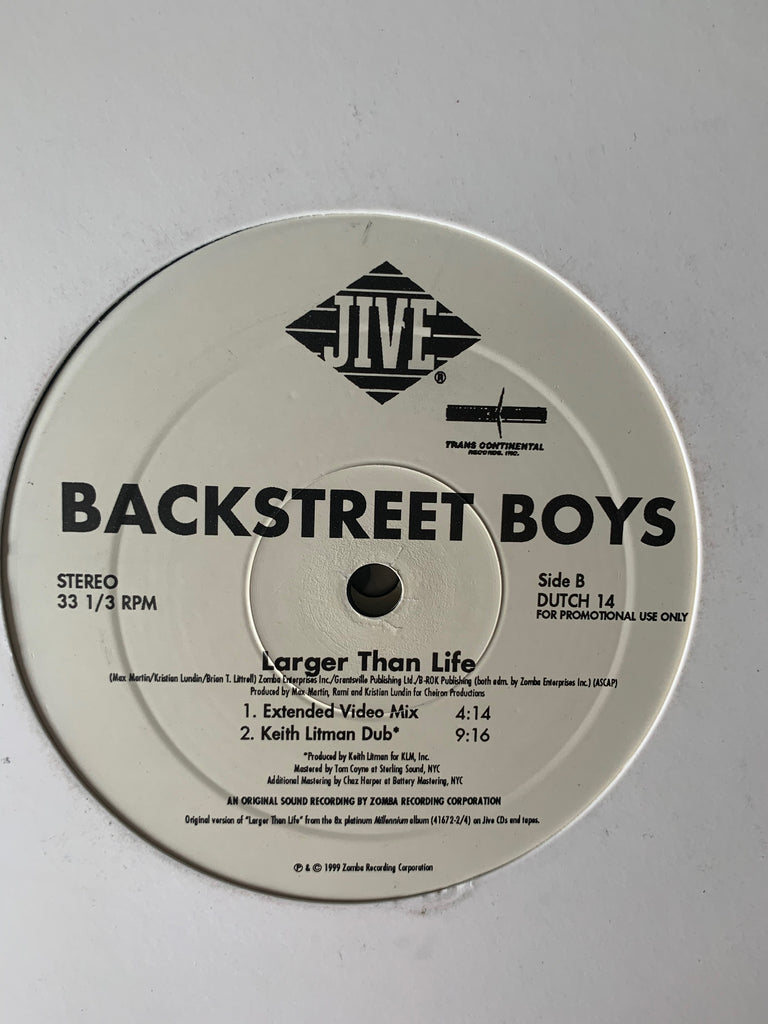 JIVE
®
TRANS CONTINENTAL
RECORDS, INC.
BACKSTREET BOYS
STEREO
33 1/3 RPM
Side B
DUTCH 14
FOR PROMOTIONAL USE ONLY
Larger Than Life
(Max Martin/Kristian Lundin/Brian T. Littrell) Zomba Enterprises Inc./Grantsville Publishing Ltd./B-ROK Publishing (both adm. by Zomba Enterprises Inc.) (ASCAP)
Produced by Max Martin, Rami and Kristian Lundin for Cheiron Productions
1. Extended Video Mix 4:14
2. Keith Litman Dub* 9:16
*Produced by Keith Litman for KLM, Inc.
Mastered by Tom Coyne at Sterling Sound, NYC
Additional Mastering by Chaz Harper at Battery Mastering, NYC
AN ORIGINAL SOUND RECORDING BY ZOMBA RECORDING CORPORATION
Original version of "Larger Than Life" from the 8x platinum Millennium album (41672-2/4) on Jive CDs and tapes.
℗ & © 1999 Zomba Recording Corporation